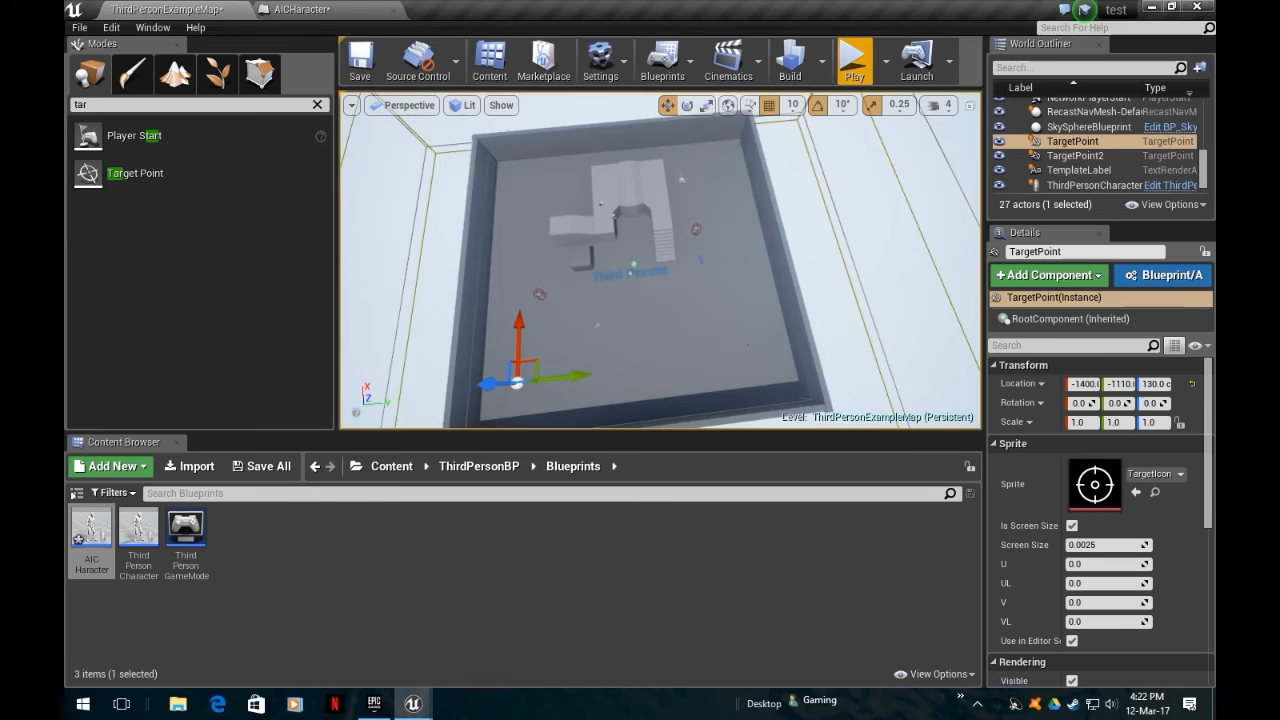 ThirdPersonExampleMap*
AICHaracter*
test
File
Edit
Window
Help
Search For Help
Modes
tar
Player Start
Target Point
Save
Source Control
Content
Marketplace
Settings
Blueprints
Cinematics
Build
Play
Launch
Perspective
Lit
Show
10
10°
0.25
4
Third Person
X
Z
Y
Level: ThirdPersonExampleMap (Persistent)
World Outliner
Search...
Label
Type
NetworkPlayerStart
PlayerStart
RecastNavMesh-Defau
RecastNavM
SkySphereBlueprint
Edit BP_Sky
TargetPoint
TargetPoint
TargetPoint2
TargetPoint
TemplateLabel
TextRenderA
ThirdPersonCharacter
Edit ThirdPe
27 actors (1 selected)
View Options
Details
TargetPoint
+Add Component
Blueprint/A
TargetPoint(Instance)
RootComponent (Inherited)
Search
Transform
Location
-1400.0
-1110.0
130.0 c
Rotation
0.0
0.0
0.0
Scale
1.0
1.0
1.0
Sprite
Sprite
TargetIcon
Is Screen Size
Screen Size
0.0025
U
0.0
UL
0.0
V
0.0
VL
0.0
Use in Editor S
Rendering
Visible
Content Browser
Add New
Import
Save All
Content
ThirdPersonBP
Blueprints
Filters
Search Blueprints
AIC
Haracter
Third
Person
Character
Third
Person
GameMode
3 items (1 selected)
View Options
EPIC
GAMES
Desktop
Gaming
4:22 PM
12-Mar-17